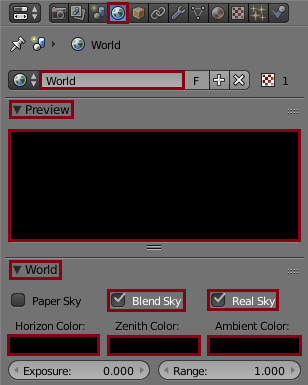 World
World F 1
Preview
World
Paper Sky Blend Sky Real Sky
Horizon Color: Zenith Color: Ambient Color:
Exposure: 0.000 Range: 1.000